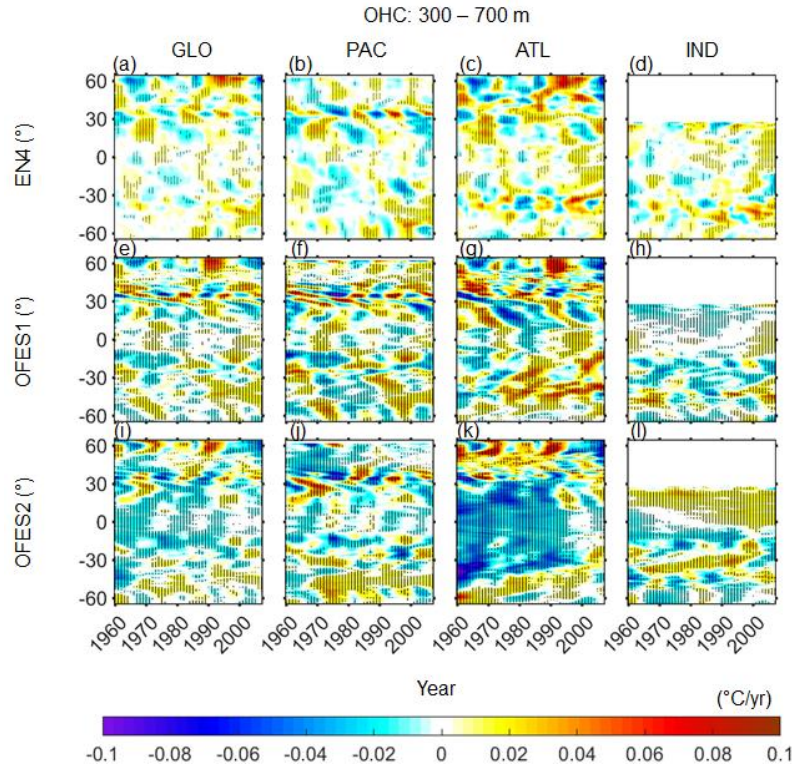 OHC: 300 – 700 m
GLO PAC ATL IND
(a) (b) (c) (d)
EN4 (°)
60
30
0
-30
-60
(e) (f) (g) (h)
OFES1 (°)
60
30
0
-30
-60
(i) (j) (k) (l)
OFES2 (°)
60
30
0
-30
-60
1960 1970 1980 1990 2000 1960 1970 1980 1990 2000 1960 1970 1980 1990 2000 1960 1970 1980 1990 2000
Year
(°C/yr)
-0.1 -0.08 -0.06 -0.04 -0.02 0 0.02 0.04 0.06 0.08 0.1